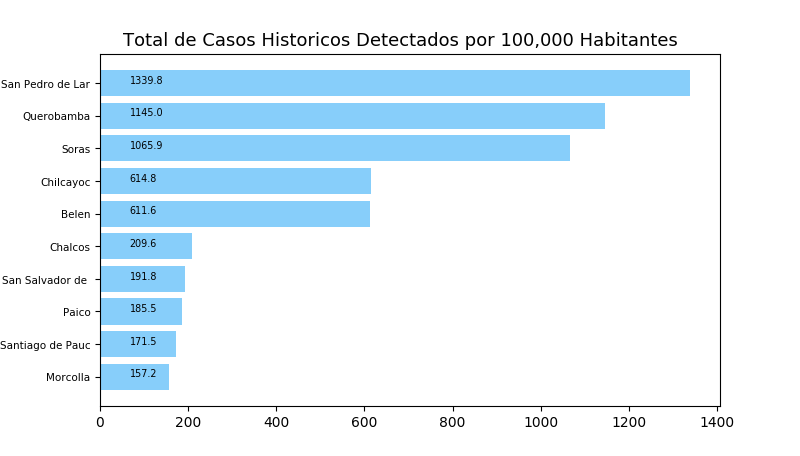 Total de Casos Historicos Detectados por 100,000 Habitantes
San Pedro de Lar 1339.8
Querobamba 1145.0
Soras 1065.9
Chilcayoc 614.8
Belen 611.6
Chalcos 209.6
San Salvador de 191.8
Paico 185.5
Santiago de Pauc 171.5
Morcolla 157.2
0 200 400 600 800 1000 1200 1400